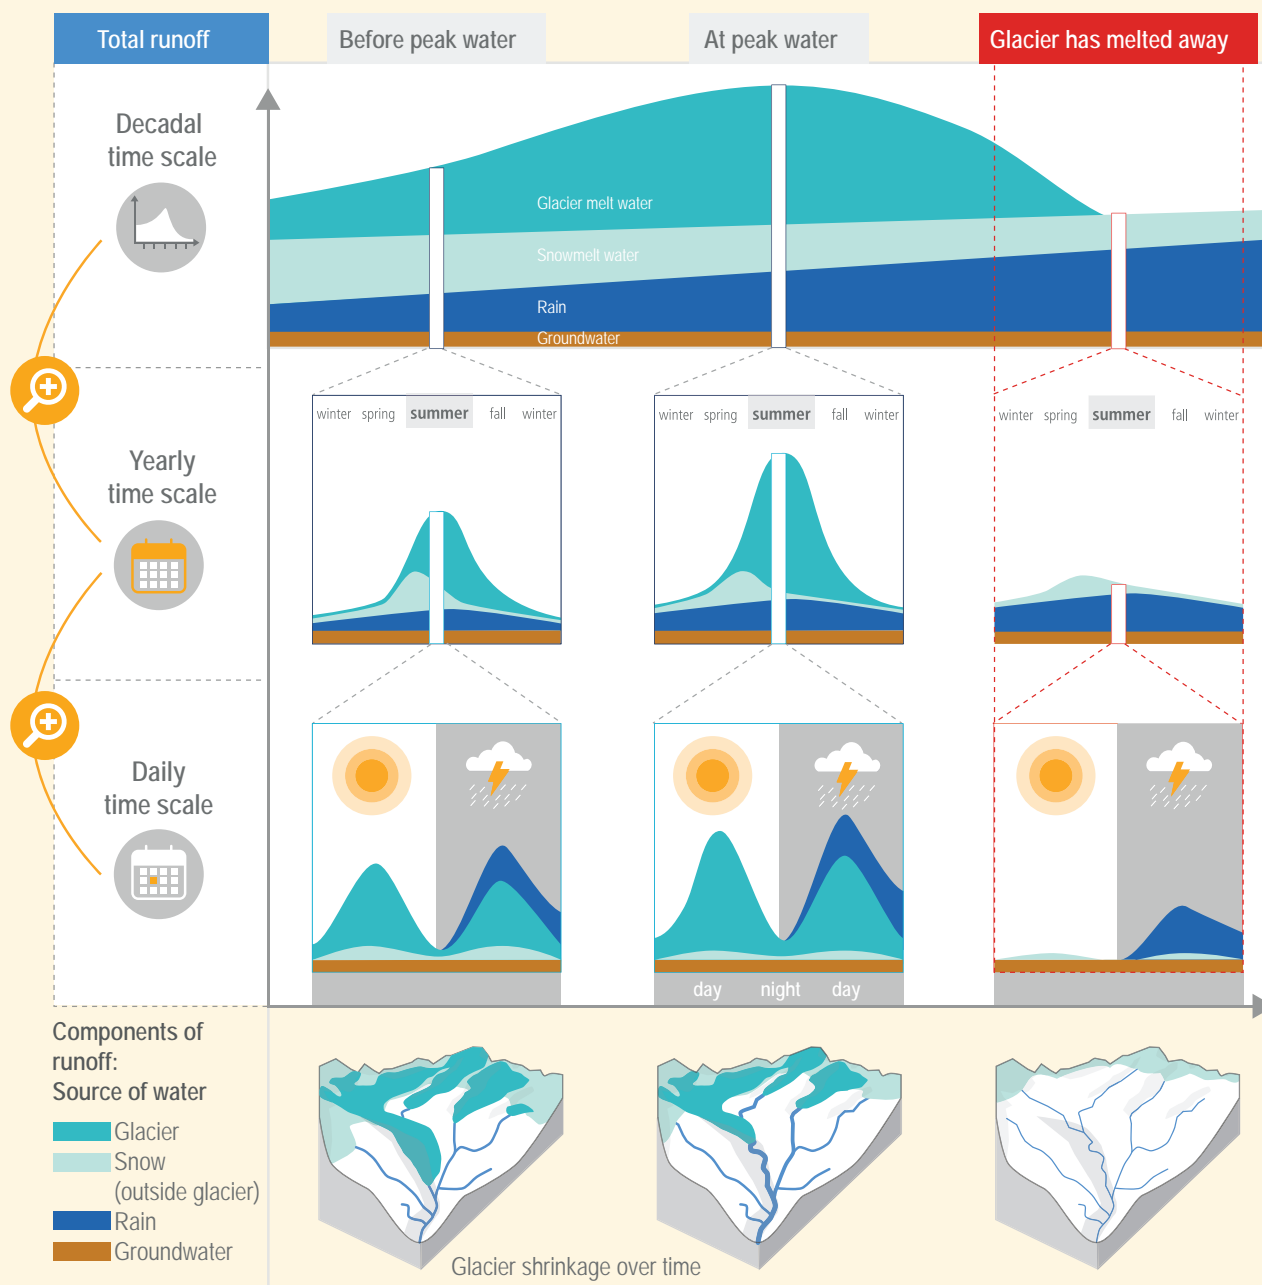 Total runoff
Before peak water
At peak water
Glacier has melted away
Decadal
time scale
Glacier melt water
Snowmelt water
Rain
Groundwater
Yearly
time scale
winter spring summer fall winter
winter spring summer fall winter
winter spring summer fall winter
Daily
time scale
day night day
Components of
runoff:
Source of water
Glacier
Snow
(outside glacier)
Rain
Groundwater
Glacier shrinkage over time